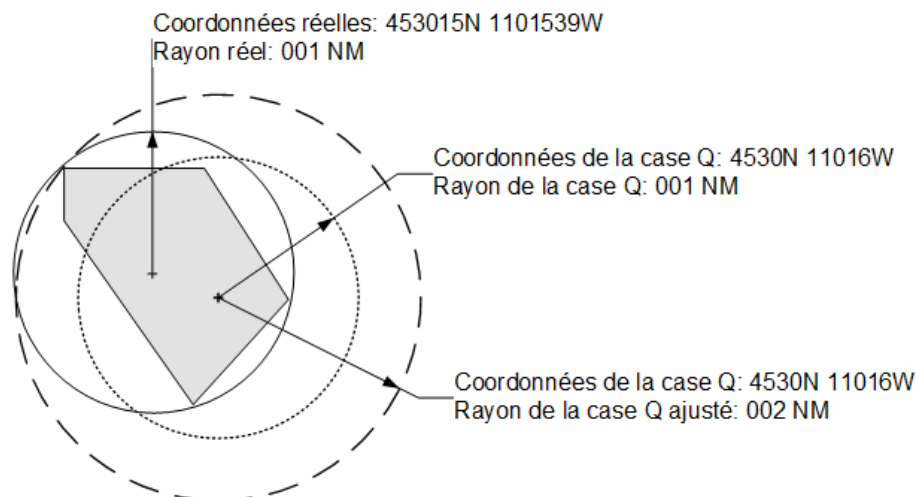 Coordonnées réelles: 453015N 1101539W
Rayon réel: 001 NM
Coordonnées de la case Q: 4530N 11016W
Rayon de la case Q: 001 NM
Coordonnées de la case Q: 4530N 11016W
Rayon de la case Q ajusté: 002 NM